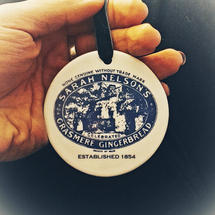 NONE GENUINE WITHOUT TRADE MARK
SARAH NELSON'S
CELEBRATED
GRASMERE GINGERBREAD
ESTABLISHED 1854